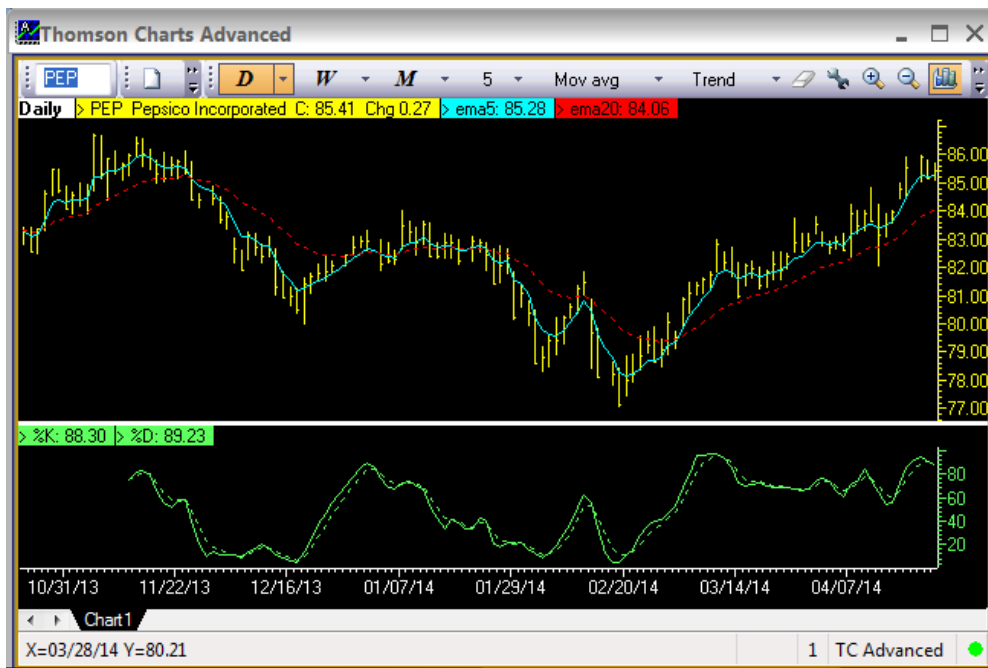 Thomson Charts Advanced
PEP D W M 5 Mov avg Trend
Daily > PEP Pepsico Incorporated C: 85.41 Chg 0.27 > ema5: 85.28 > ema20: 84.06
86.00
85.00
84.00
83.00
82.00
81.00
80.00
79.00
78.00
77.00
> %K: 88.30 > %D: 89.23
80
60
40
20
10/31/13 11/22/13 12/16/13 01/07/14 01/29/14 02/20/14 03/14/14 04/07/14
Chart1
X=03/28/14 Y=80.21 1 TC Advanced